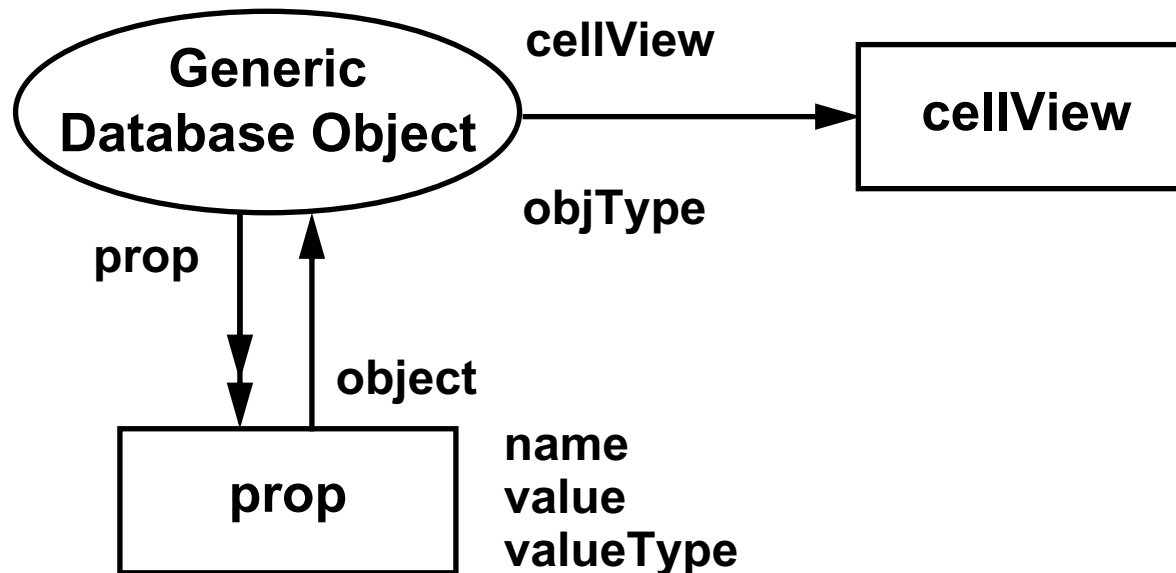 Generic
Database Object
cellView
cellView
objType
prop
object
prop
name
value
valueType